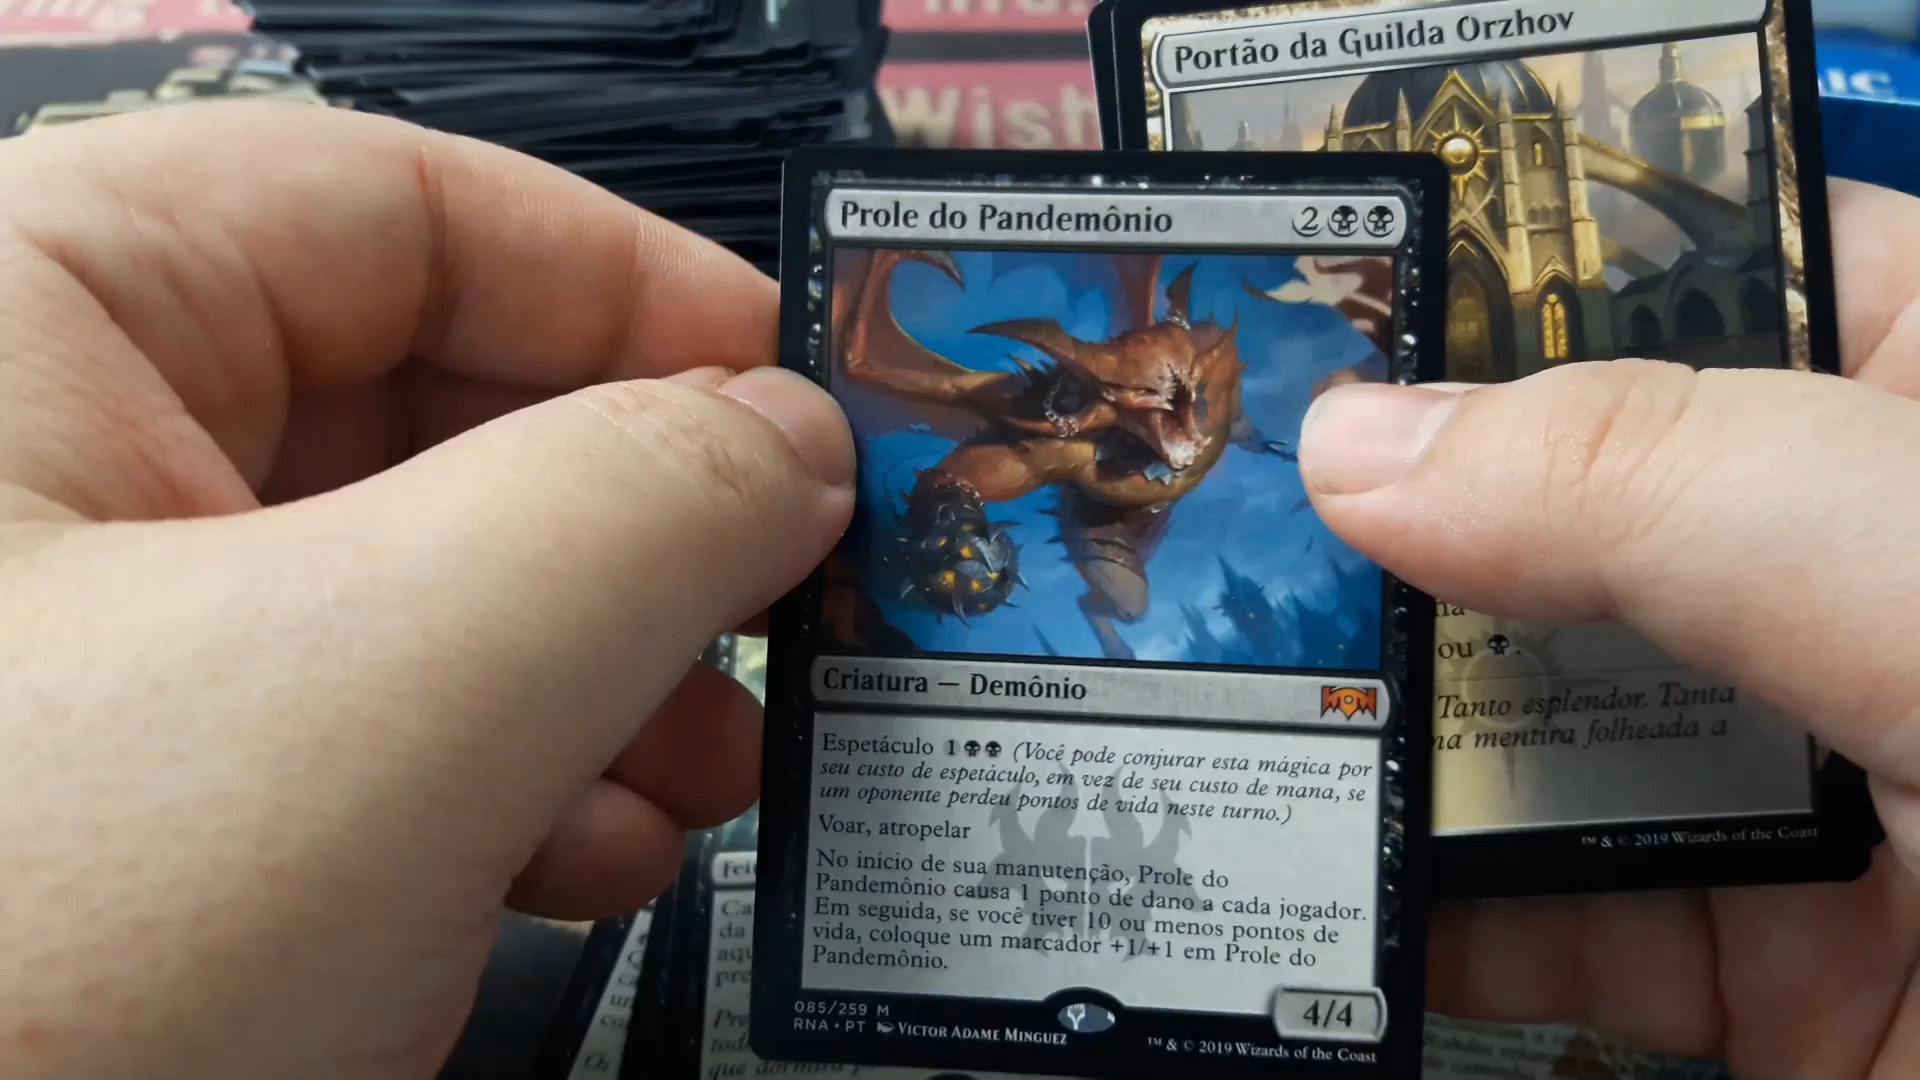 Wish
IC
Portão da Guilda Orzhov
Prole do Pandemônio 2
Criatura — Demônio
Espetáculo 1 (Você pode conjurar esta mágica por
seu custo de espetáculo, em vez de seu custo de mana, se
um oponente perdeu pontos de vida neste turno.)
Voar, atropelar
No início de sua manutenção, Prole do
Pandemônio causa 1 ponto de dano a cada jogador.
Em seguida, se você tiver 10 ou menos pontos de
vida, coloque um marcador +1/+1 em Prole do
Pandemônio.
4/4
085/259 M
RNA • PT VICTOR ADAME MINGUEZ
™ & © 2019 Wizards of the Coast
ou .
Tanto esplendor. Tanta
mentira folheada a
™ & © 2019 Wizards of the Coast